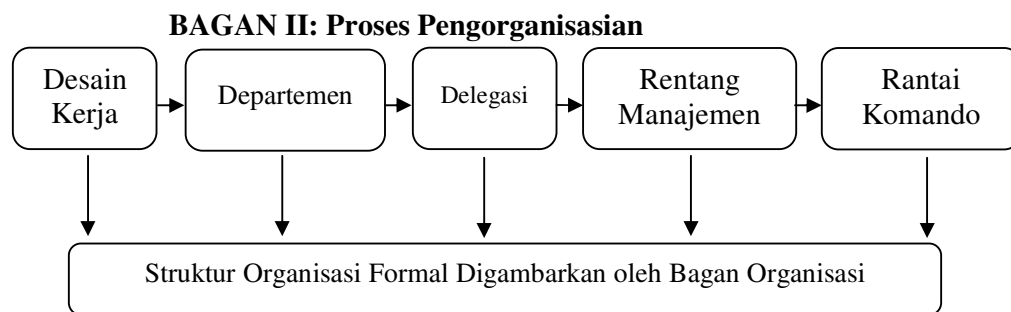 BAGAN II: Proses Pengorganisasian
Desain
Kerja
Departemen
Delegasi
Rentang
Manajemen
Rantai
Komando
Struktur Organisasi Formal Digambarkan oleh Bagan Organisasi